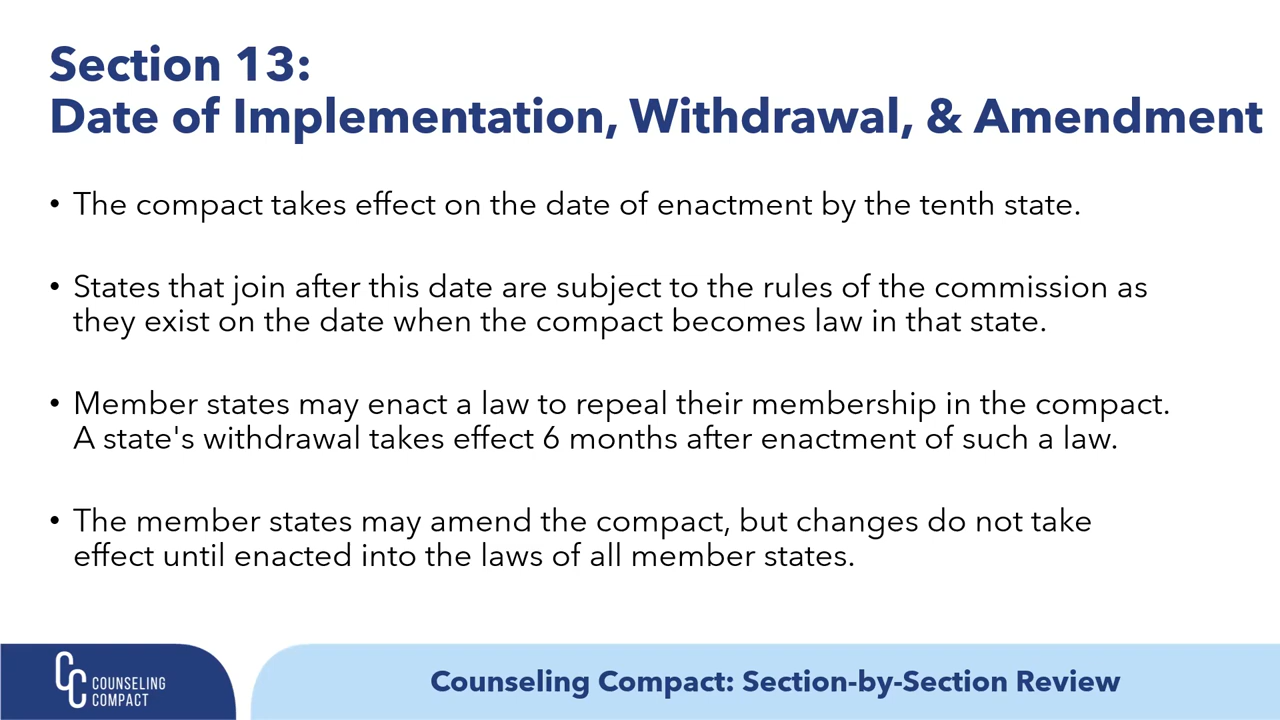 Section 13:
Date of Implementation, Withdrawal, & Amendment
• The compact takes effect on the date of enactment by the tenth state.
• States that join after this date are subject to the rules of the commission as
they exist on the date when the compact becomes law in that state.
• Member states may enact a law to repeal their membership in the compact.
A state's withdrawal takes effect 6 months after enactment of such a law.
• The member states may amend the compact, but changes do not take
effect until enacted into the laws of all member states.
CC COUNSELING
COMPACT
Counseling Compact: Section-by-Section Review